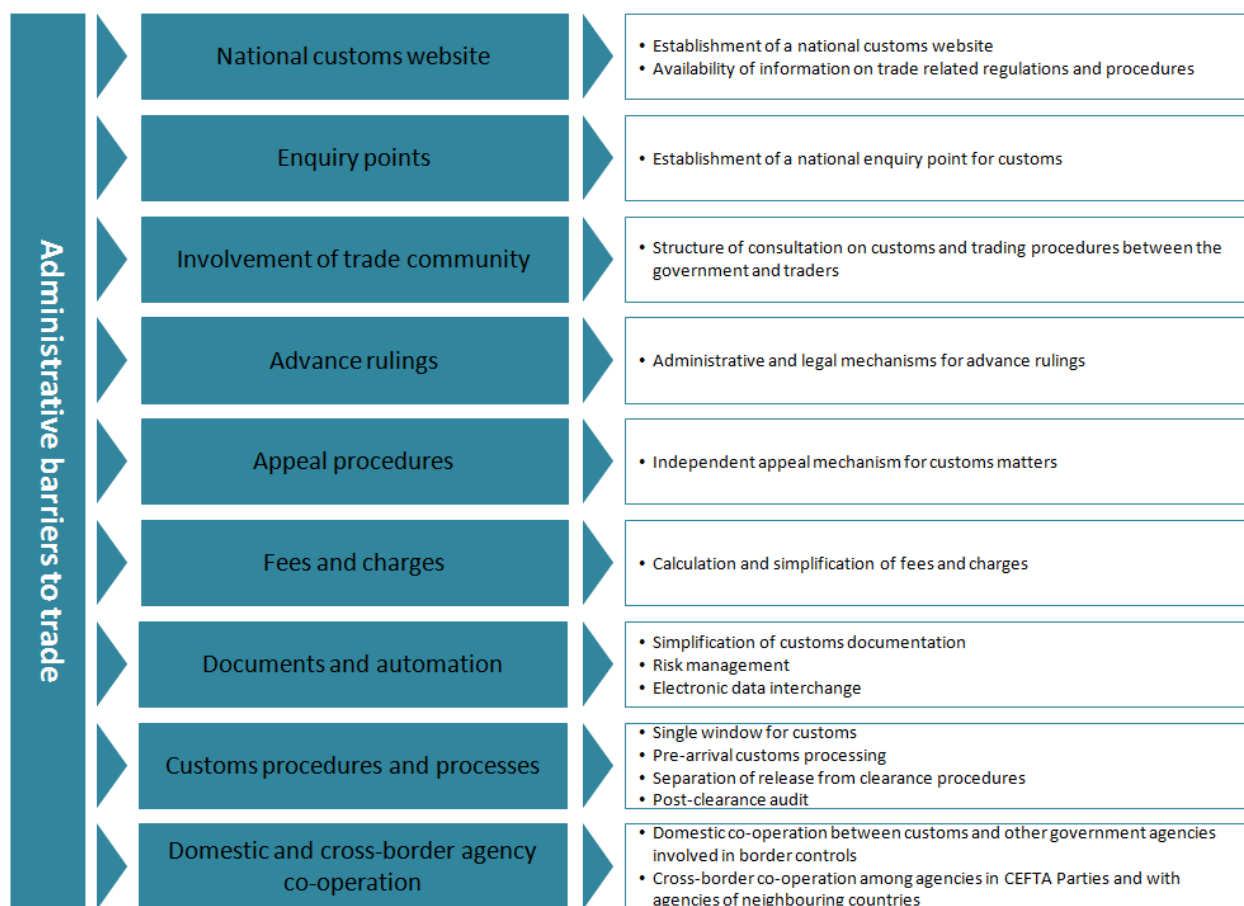 Administrative barriers to trade
National customs website
• Establishment of a national customs website
• Availability of information on trade related regulations and procedures
Enquiry points
• Establishment of a national enquiry point for customs
Involvement of trade community
• Structure of consultation on customs and trading procedures between the
government and traders
Advance rulings
• Administrative and legal mechanisms for advance rulings
Appeal procedures
• Independent appeal mechanism for customs matters
Fees and charges
• Calculation and simplification of fees and charges
Documents and automation
• Simplification of customs documentation
• Risk management
• Electronic data interchange
Customs procedures and processes
• Single window for customs
• Pre-arrival customs processing
• Separation of release from clearance procedures
• Post-clearance audit
Domestic and cross-border agency
co-operation
• Domestic co-operation between customs and other government agencies
involved in border controls
• Cross-border co-operation among agencies in CEFTA Parties and with
agencies of neighbouring countries